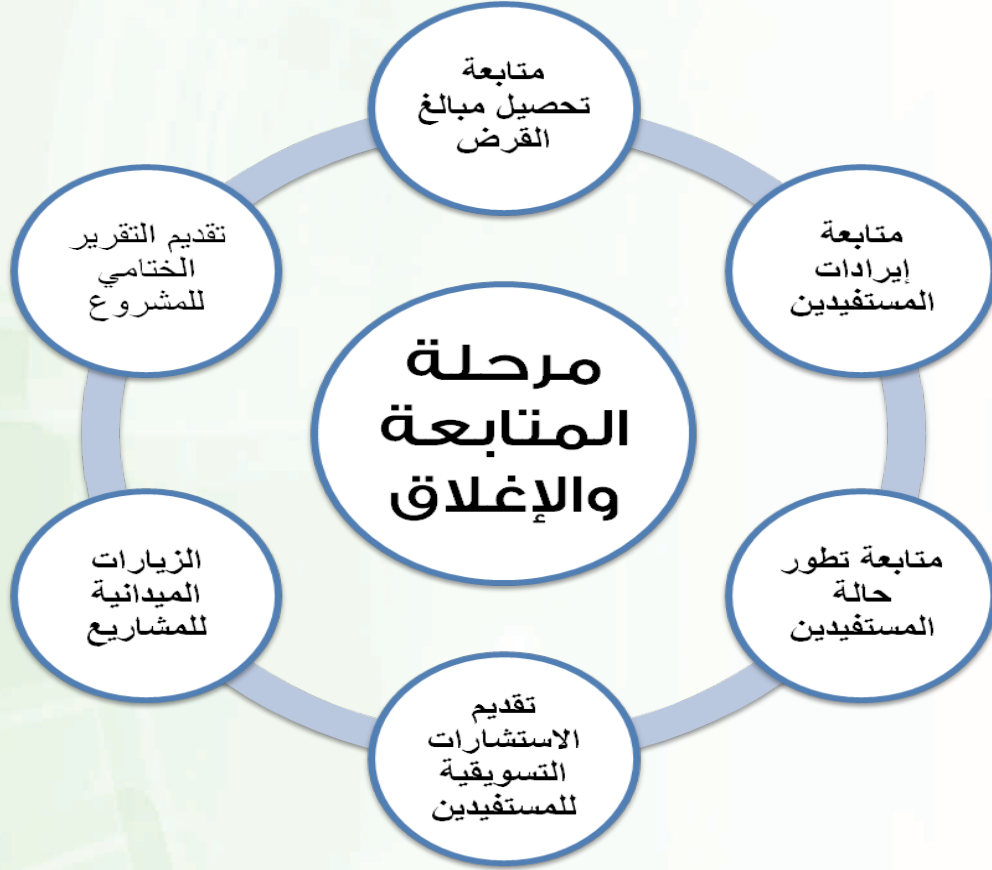 متابعة
تحصيل مبالغ
القرض
متابعة
إيرادات
المستفيدين
متابعة تطور
حالة
المستفيدين
تقديم
الاستشارات
التسويقية
للمستفيدين
الزيارات
الميدانية
للمشاريع
تقديم التقرير
الختامي
للمشروع
مرحلة
المتابعة
والإغلاق